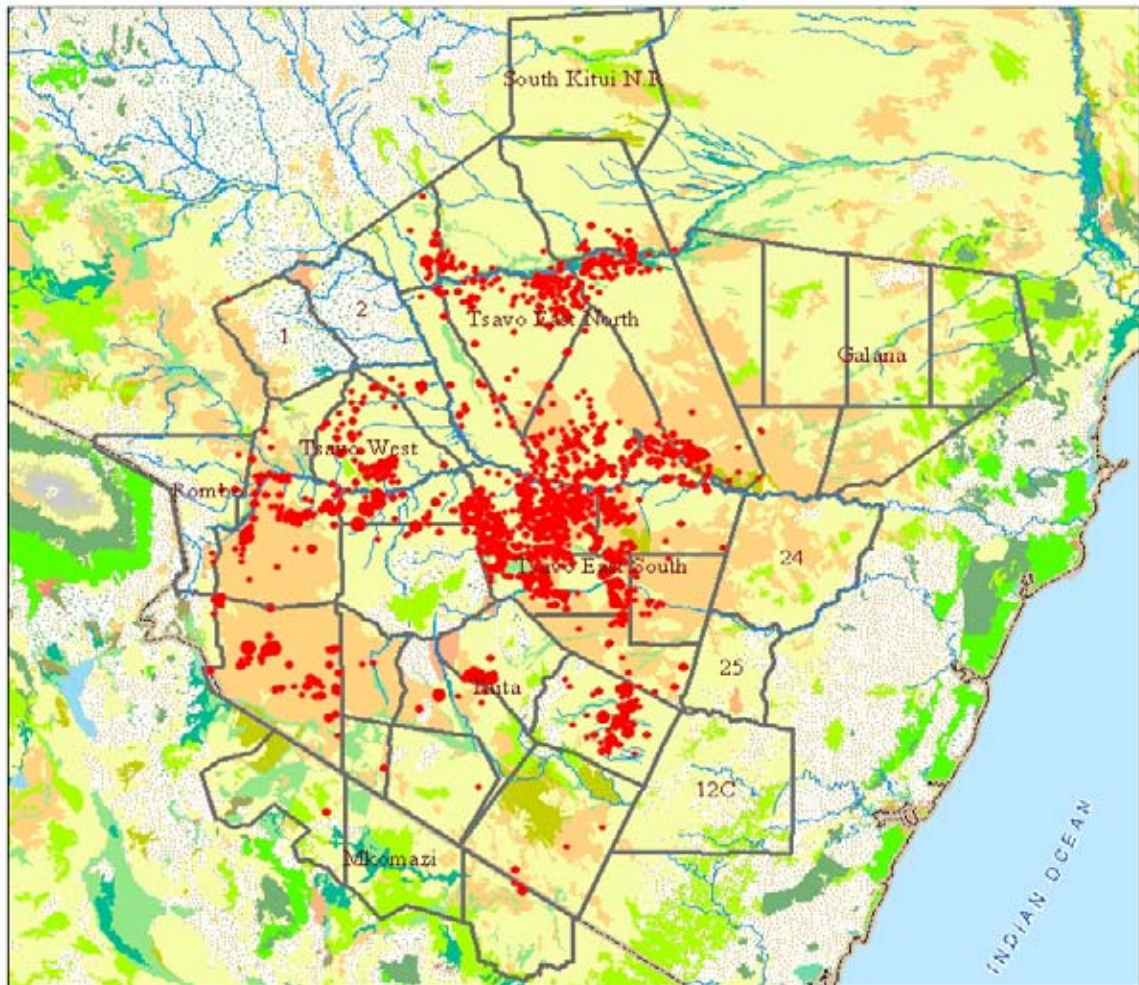 South Kitui N.R
2
Tsavo East North
1
Galana
Tsavo West
Rombo
24
Tsavo East South
25
12C
Mkomazi
INDIAN OCEAN